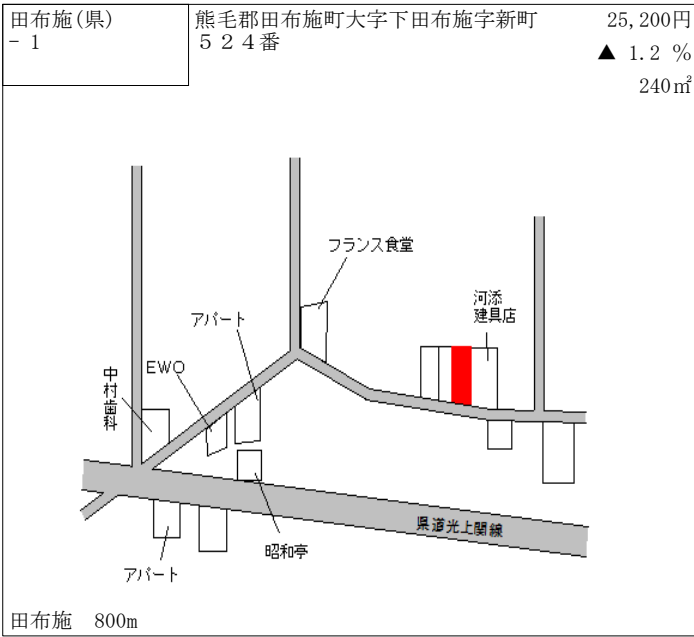 田布施(県)
- 1
熊毛郡田布施町大字下田布施字新町
５２４番
25,200円
▲ 1.2 %
240㎡
フランス食堂
アパート
河添
建具店
EWO
中村歯科
県道光上関線
昭和亭
アパート
田布施　800m